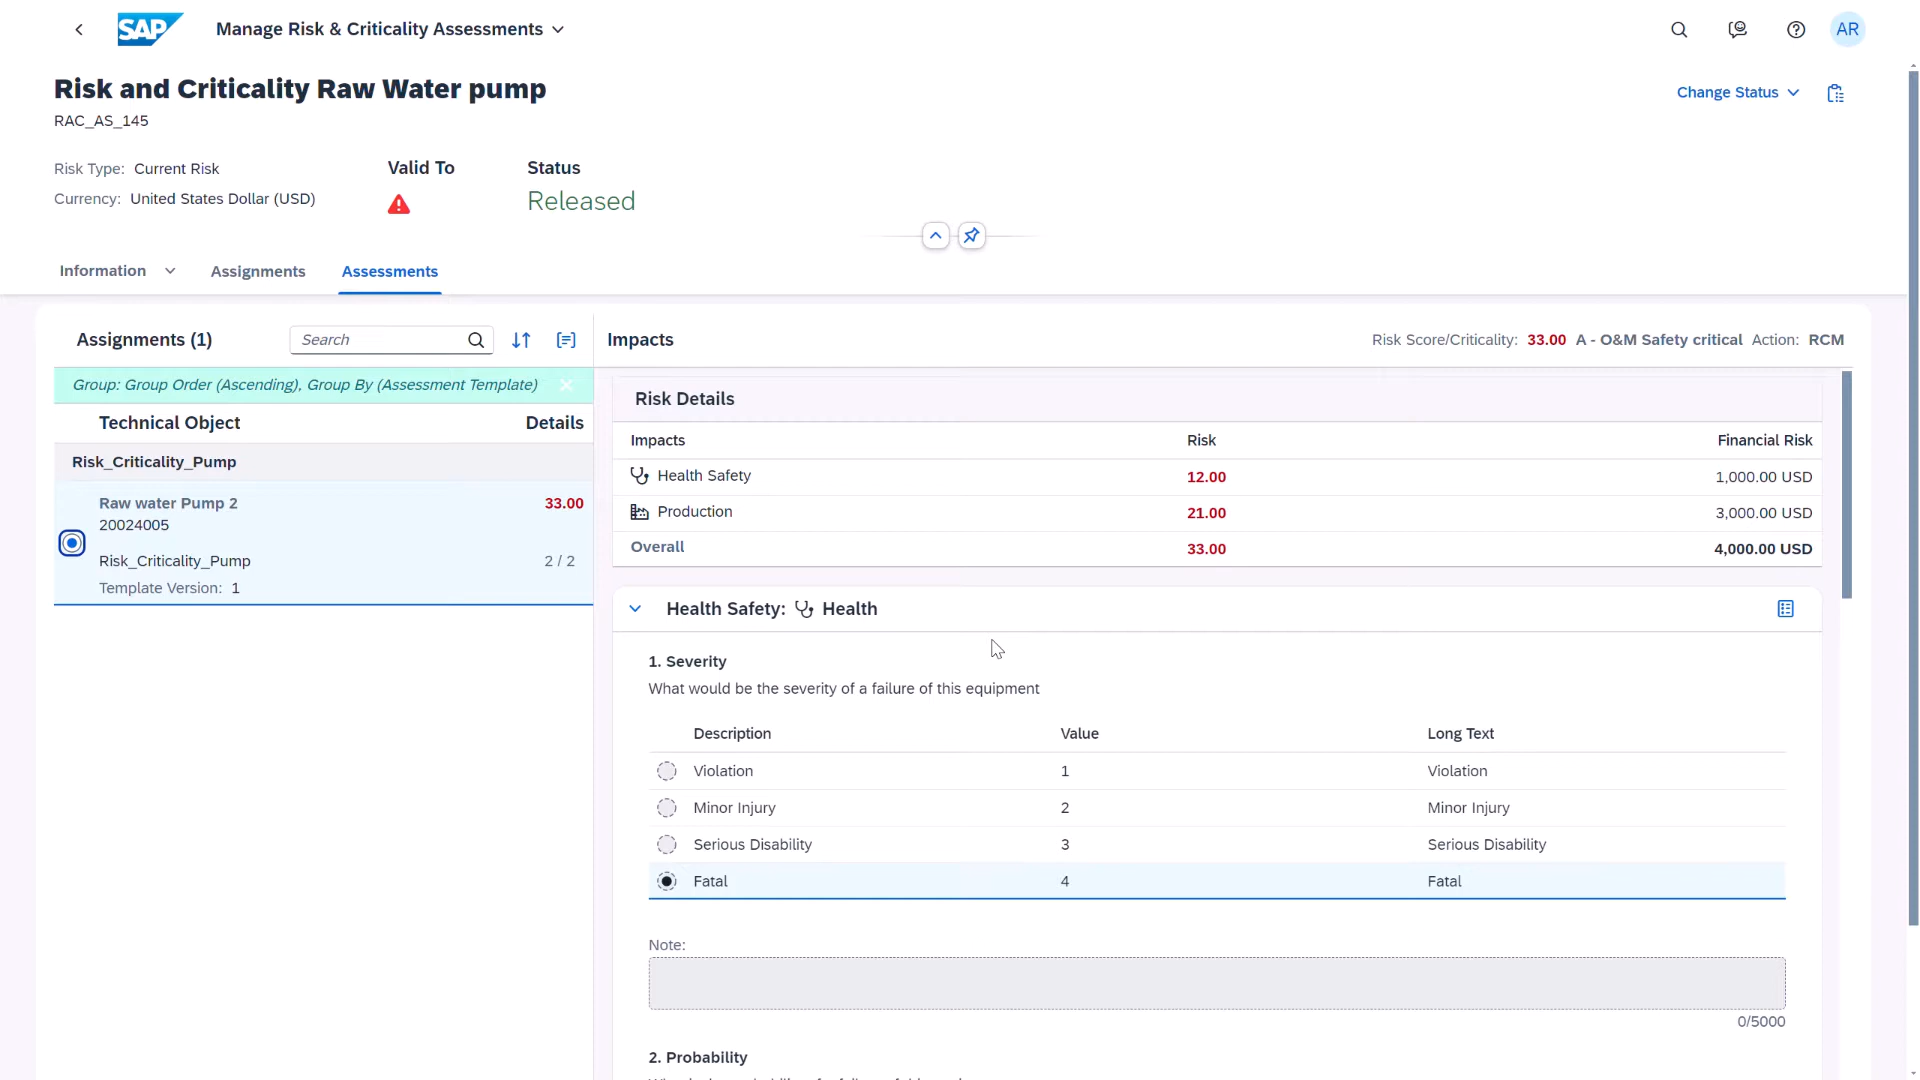 SAP Manage Risk & Criticality Assessments AR
Risk and Criticality Raw Water pump
Change Status
RAC_AS_145
Risk Type: Current Risk
Currency: United States Dollar (USD)
Valid To
Status
Released
Information Assignments Assessments
Assignments (1) Search
Impacts Risk Score/Criticality: 33.00 A - O&M Safety critical Action: RCM
Group: Group Order (Ascending), Group By (Assessment Template)
Technical Object Details
Risk_Criticality_Pump
Raw water Pump 2 33.00
20024005
Risk_Criticality_Pump 2 / 2
Template Version: 1
Risk Details
Impacts Risk Financial Risk
Health Safety 12.00 1,000.00 USD
Production 21.00 3,000.00 USD
Overall 33.00 4,000.00 USD
Health Safety: Health
1. Severity
What would be the severity of a failure of this equipment
Description Value Long Text
Violation 1 Violation
Minor Injury 2 Minor Injury
Serious Disability 3 Serious Disability
Fatal 4 Fatal
Note:
0/5000
2. Probability